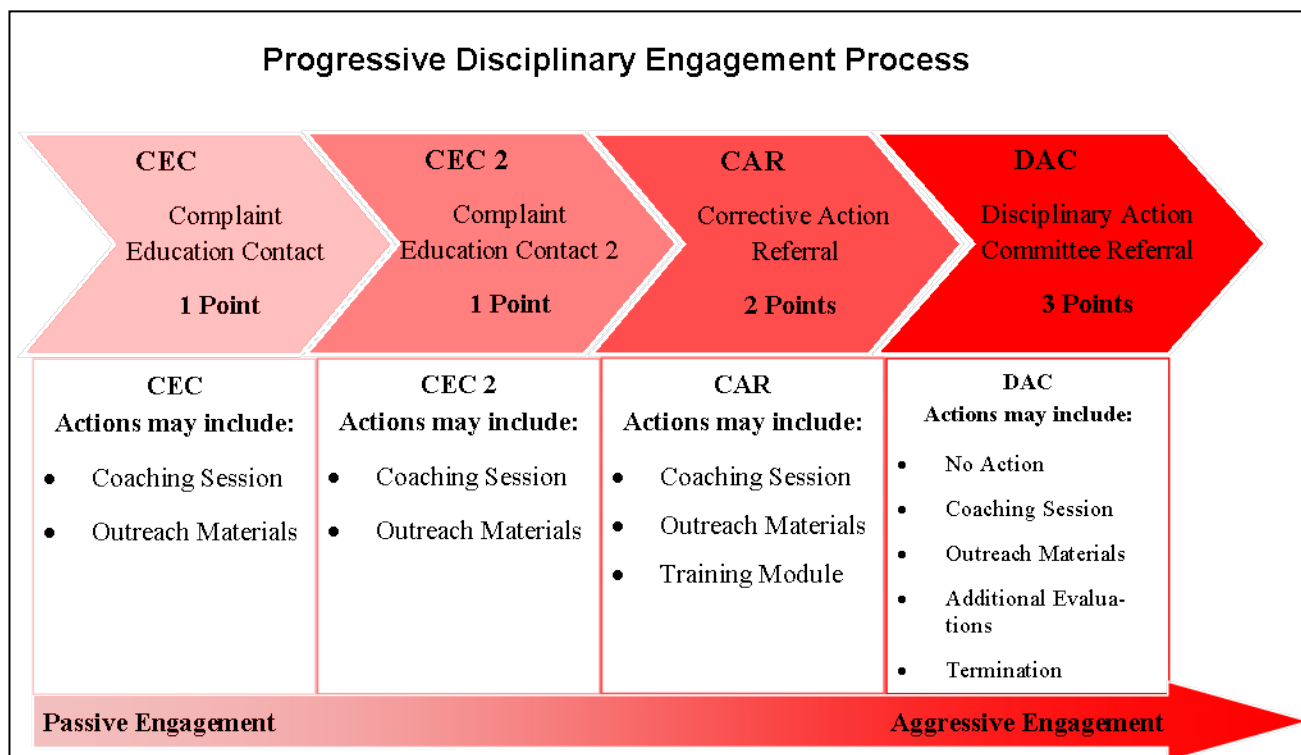 Progressive Disciplinary Engagement Process
CEC
Complaint
Education Contact
1 Point
CEC 2
Complaint
Education Contact 2
1 Point
CAR
Corrective Action
Referral
2 Points
DAC
Disciplinary Action
Committee Referral
3 Points
CEC
Actions may include:
• Coaching Session
• Outreach Materials
CEC 2
Actions may include:
• Coaching Session
• Outreach Materials
CAR
Actions may include:
• Coaching Session
• Outreach Materials
• Training Module
DAC
Actions may include:
• No Action
• Coaching Session
• Outreach Materials
• Additional Evalua-
tions
• Termination
Passive Engagement
Aggressive Engagement